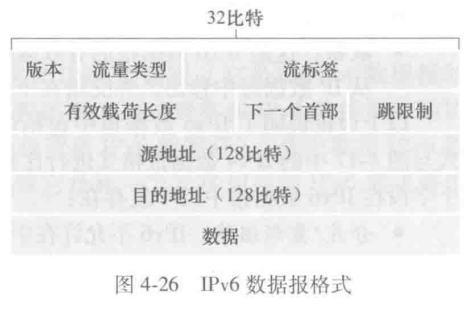 32比特
版本 流量类型 流标签
有效载荷长度 下一个首部 跳限制
源地址（128比特）
目的地址（128比特）
数据
图 4-26 IPv6 数据报格式